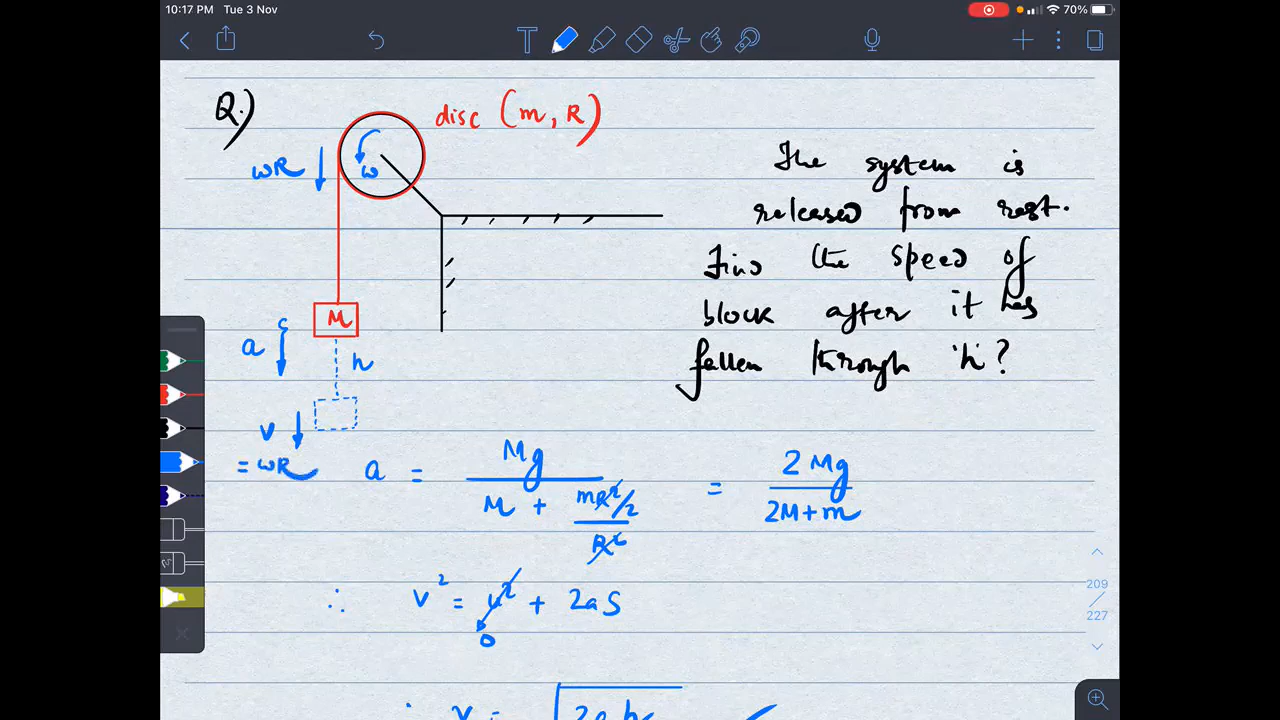 10:17 PM Tue 3 Nov
70%
Q.)
disc (m, R)
ωR
ω
The system is
released from rest.
Find the speed of
block after it has
fallen through 'h'?
M
a
h
v
= ωR
a = Mg / (M + (mR²/2)/R²) = 2Mg / (2M+m)
∴ v² = u² + 2aS
0
∴ v = √2ah
209
227